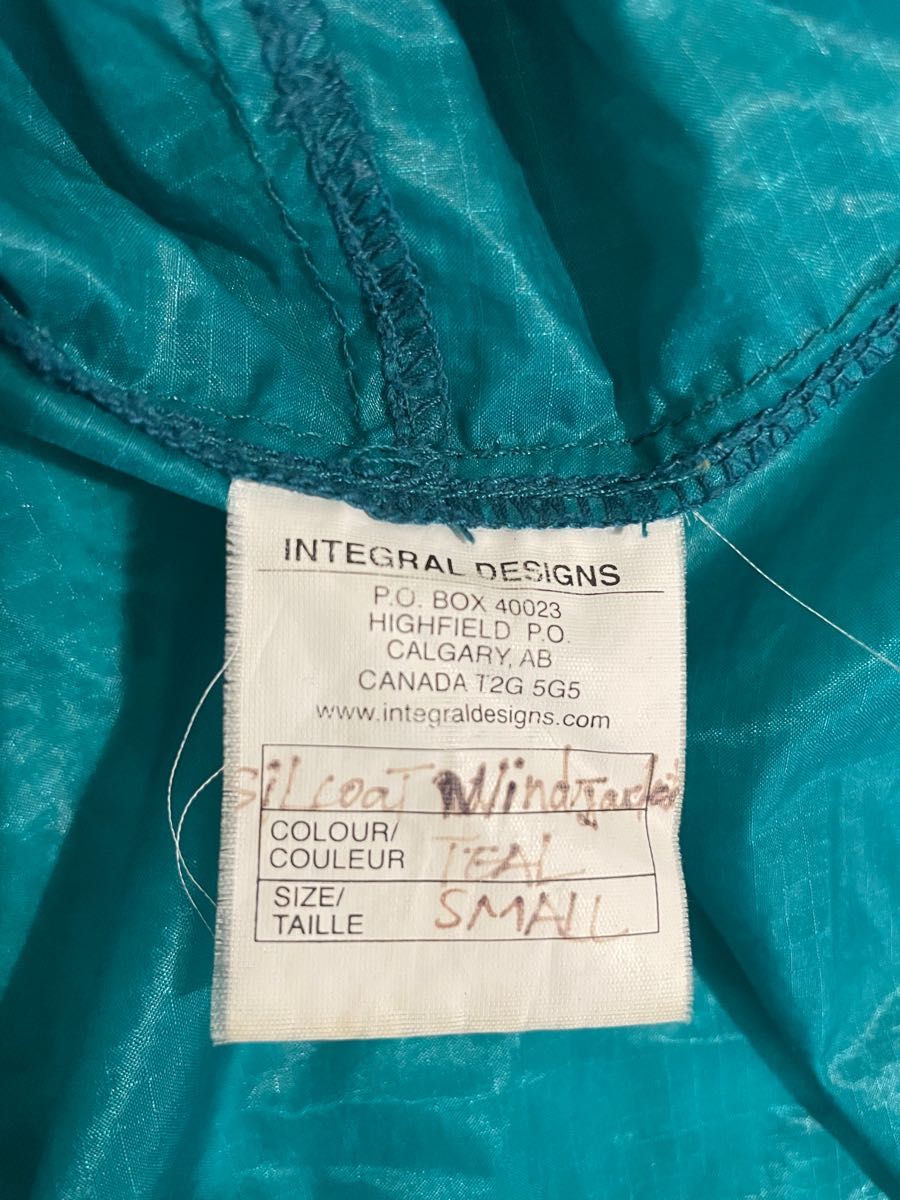 INTEGRAL DESIGNS
P.O. BOX 40023
HIGHFIELD P.O.
CALGARY, AB
CANADA T2G 5G5
www.integraldesigns.com
SiLcoaT WindJacket
COLOUR/ TEAL
COULEUR
SIZE/ SMALL
TAILLE